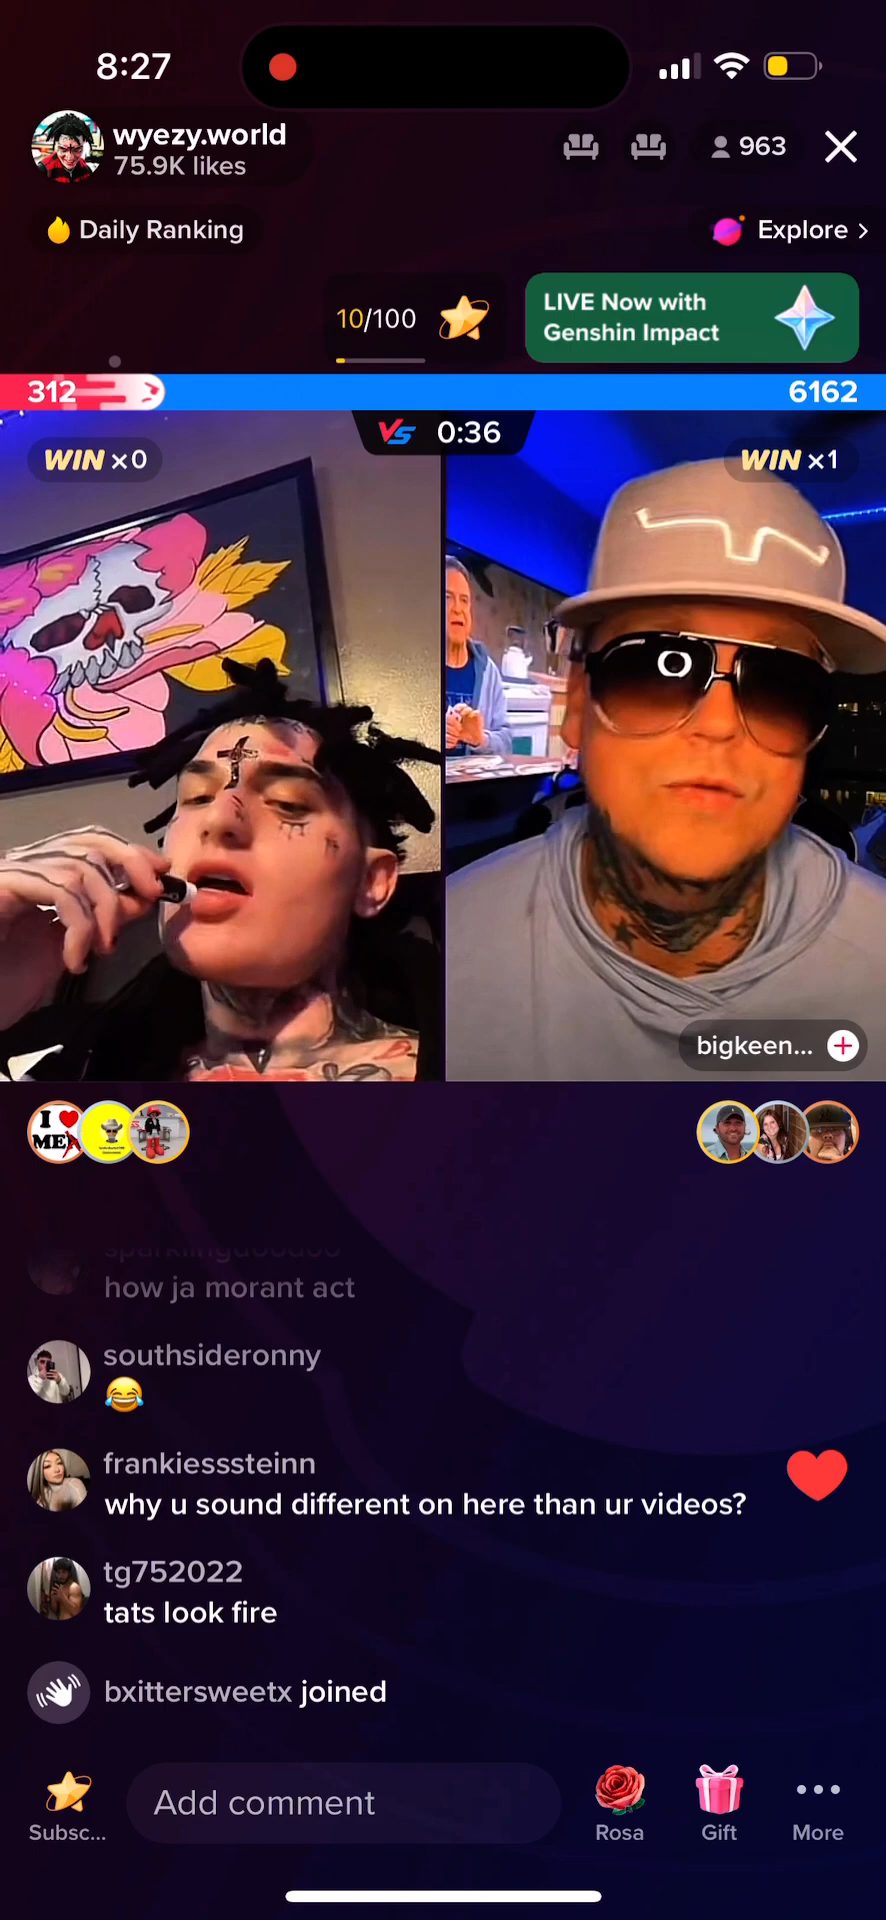 8:27
wyezy.world
75.9K likes
963
Daily Ranking
Explore >
10/100
LIVE Now with
Genshin Impact
312
6162
VS 0:36
WIN x0
WIN x1
bigkeen...
I ❤
ME
how ja morant act
southsideronny
😂
frankiesssteinn
why u sound different on here than ur videos?
tg752022
tats look fire
bxittersweetx joined
Subsc...
Add comment
Rosa
Gift
More